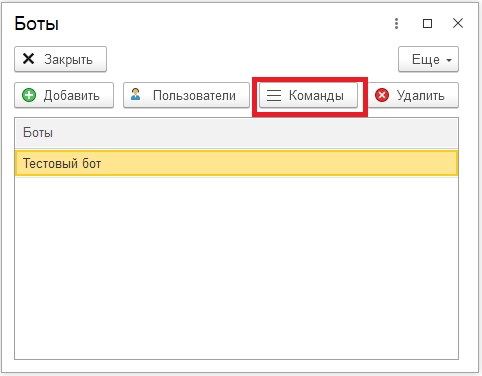 Боты
Закрыть
Еще
Добавить Пользователи Команды Удалить
Боты
Тестовый бот